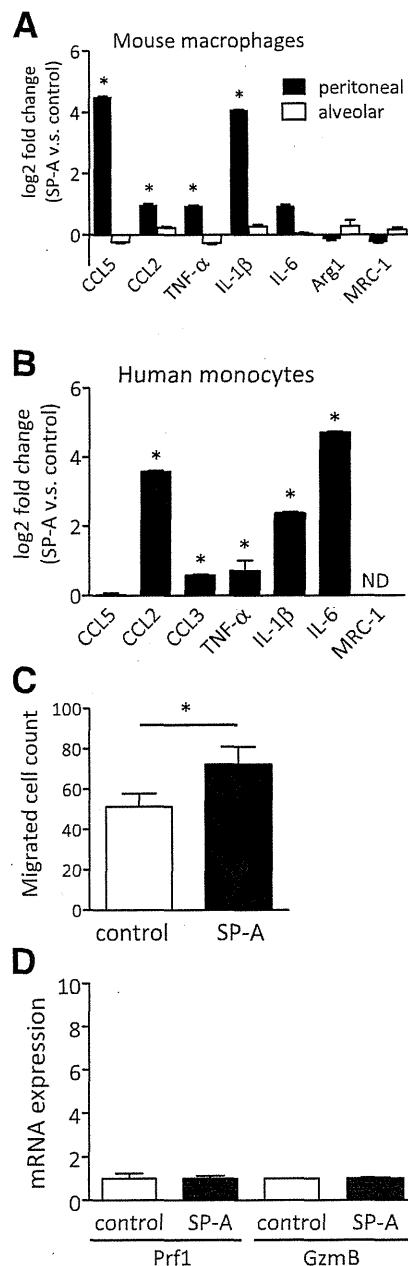 A
Mouse macrophages
log2 fold change
(SP-A v.s. control)
6
4
2
0
* * * *
peritoneal
alveolar
CCL5 CCL2 TNF-α IL-1β IL-6 Arg1 MRC-1
B
Human monocytes
log2 fold change
(SP-A v.s. control)
6
4
2
0
* * * * *
ND
CCL5 CCL2 CCL3 TNF-α IL-1β IL-6 MRC-1
C
Migrated cell count
100
80
60
40
20
0
*
control SP-A
D
mRNA expression
10
8
6
4
2
0
control SP-A control SP-A
Prf1 GzmB